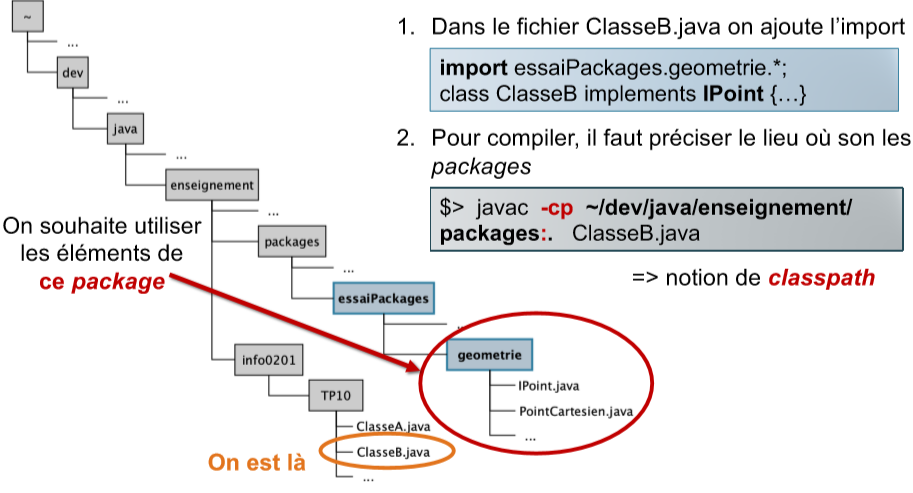 ~
...
dev
...
java
...
enseignement
...
packages
...
essaiPackages
...
geometrie
IPoint.java
PointCartesien.java
...
info0201
TP10
ClasseA.java
ClasseB.java
...
On souhaite utiliser
les éléments de
ce package
On est là
1. Dans le fichier ClasseB.java on ajoute l’import
import essaiPackages.geometrie.*;
class ClasseB implements IPoint {…}
2. Pour compiler, il faut préciser le lieu où son les
packages
$> javac -cp ~/dev/java/enseignement/
packages:. ClasseB.java
=> notion de classpath